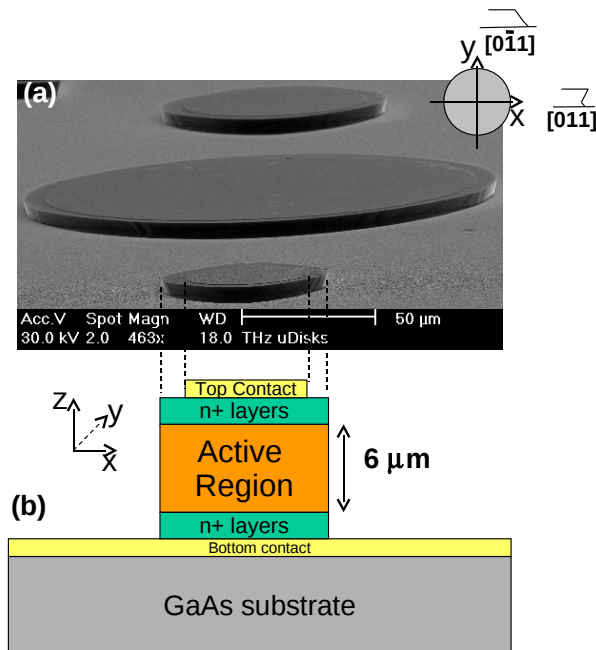 y [01̄1]
(a)
x [011]
Acc.V Spot Magn WD 50 µm
30.0 kV 2.0 463x 18.0 THz uDisks
Top Contact
z
y
n+ layers
x
Active
Region
6 µm
(b)
n+ layers
Bottom contact
GaAs substrate